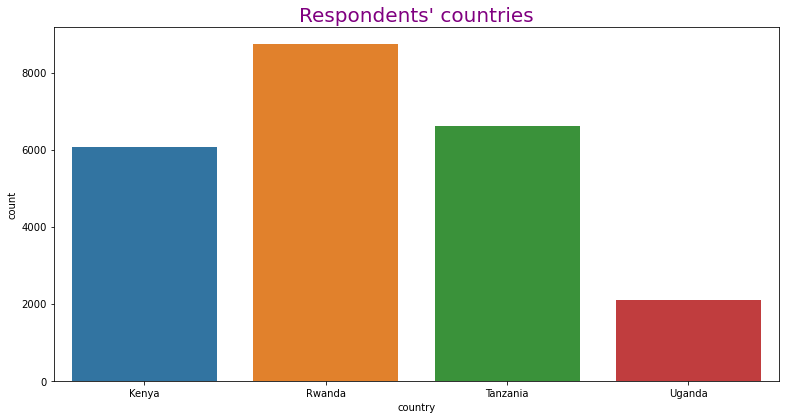 Respondents' countries
8000
6000
4000
2000
0
count
Kenya Rwanda Tanzania Uganda
country